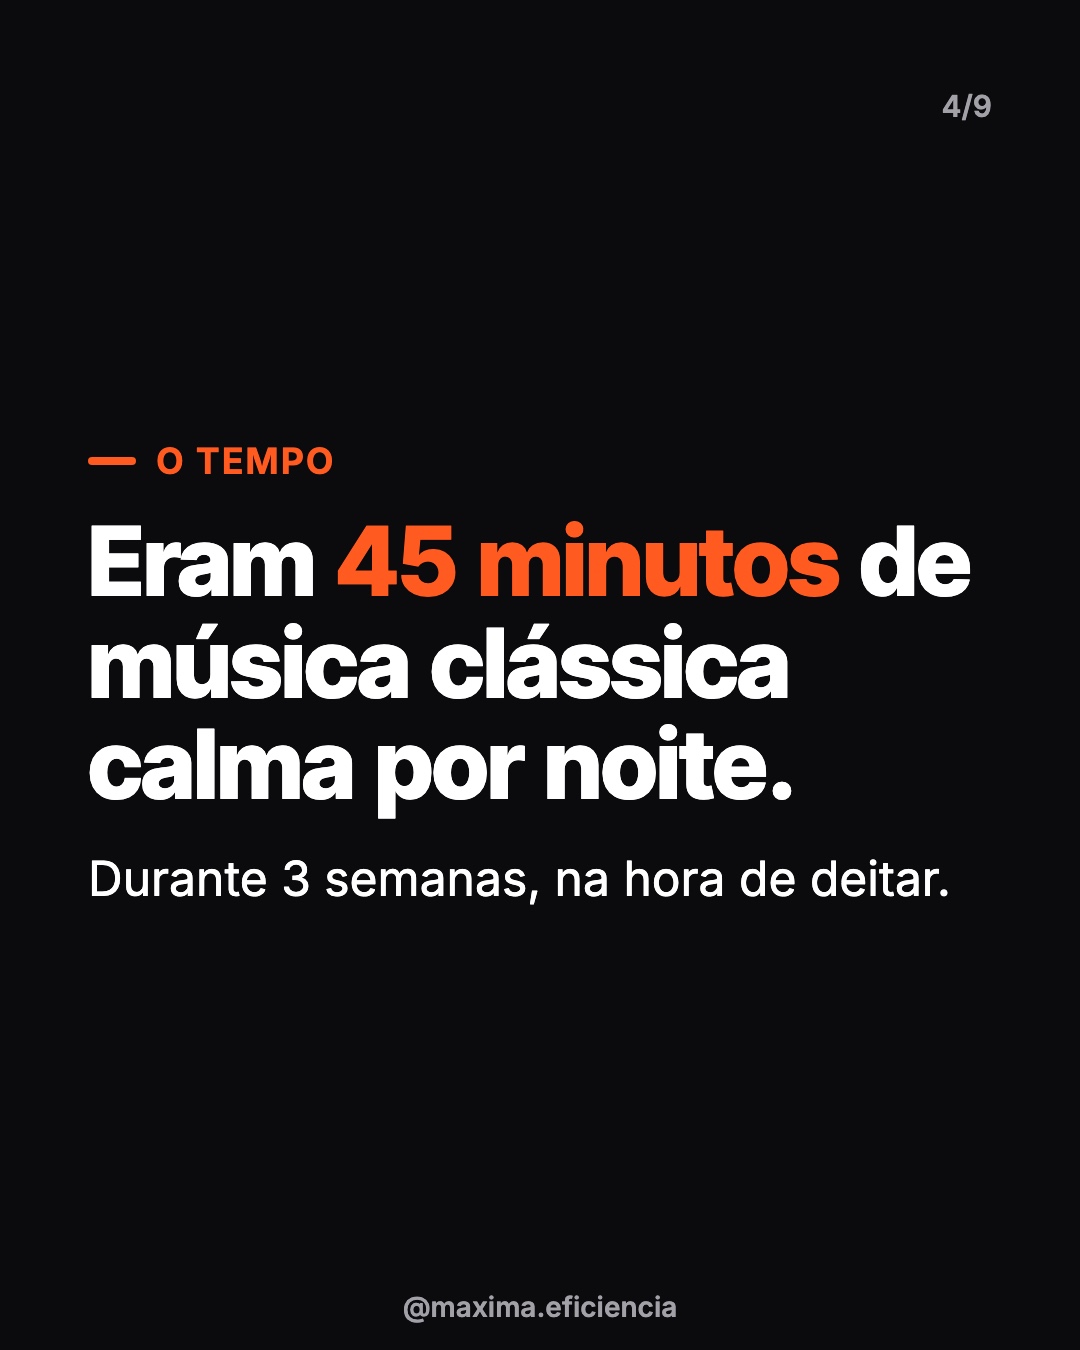 4/9
O TEMPO
Eram 45 minutos de
música clássica
calma por noite.
Durante 3 semanas, na hora de deitar.
@maxima.eficiencia